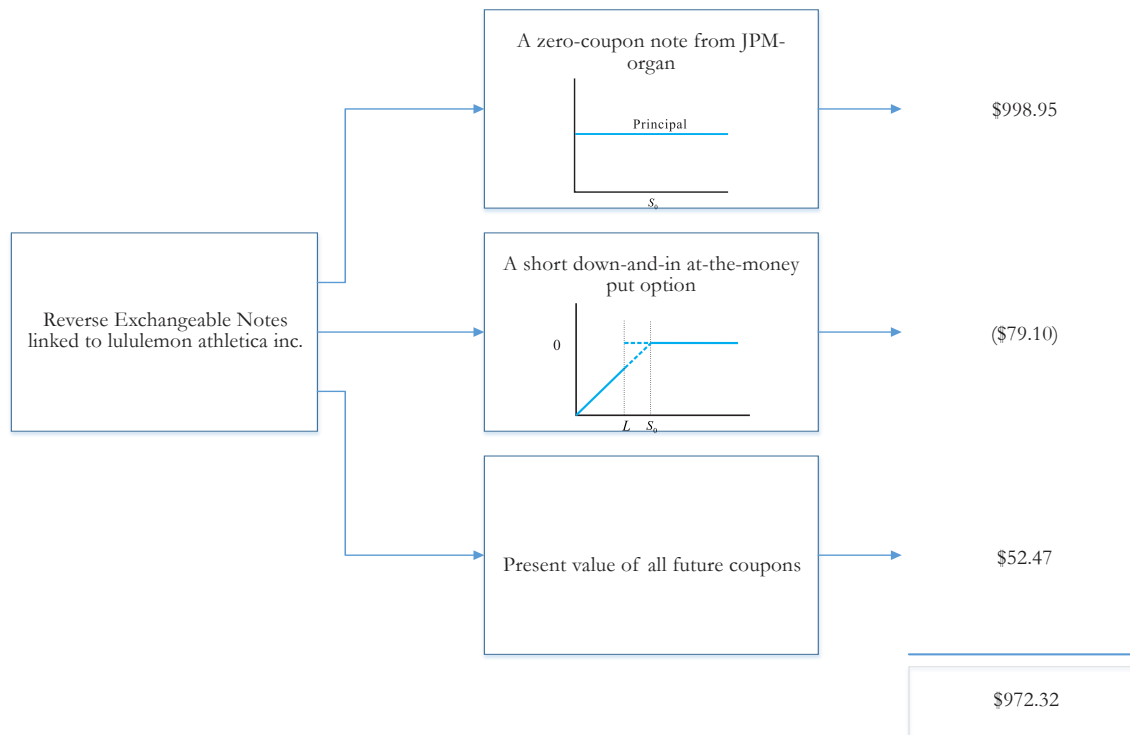 A zero-coupon note from JPM-
organ
Principal
S₀
$998.95
Reverse Exchangeable Notes
linked to lululemon athletica inc.
A short down-and-in at-the-money
put option
0
L S₀
($79.10)
Present value of all future coupons
$52.47
$972.32